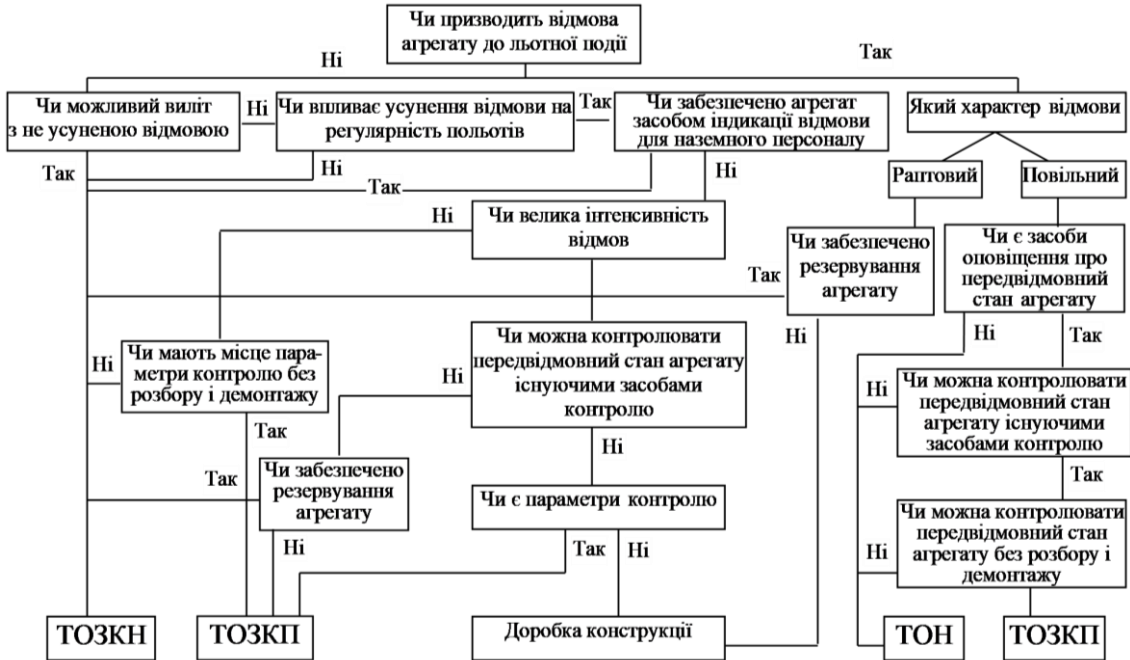 Чи призводить відмова
агрегату до льотної події
Ні
Так
Чи можливий виліт
з не усуненою відмовою
Ні
Чи впливає усунення відмови на
регулярність польотів
Так
Чи забезпечено агрегат
засобом індикації відмови
для наземного персоналу
Який характер відмови
Так
Ні
Так
Ні
Раптовий
Повільний
Ні
Чи велика інтенсивність
відмов
Чи забезпечено
резервування
агрегату
Чи є засоби
оповіщення про
передвідмовний
стан агрегату
Так
Ні
Ні
Так
Ні
Чи мають місце пара-
метри контролю без
розбору і демонтажу
Ні
Чи можна контролювати
передвідмовний стан агрегату
існуючими засобами
контролю
Ні
Чи можна контролювати
передвідмовний стан
агрегату існуючими
засобами контролю
Так
Ні
Так
Так
Чи забезпечено
резервування
агрегату
Чи є параметри контролю
Чи можна контролювати
передвідмовний стан
агрегату без розбору і
демонтажу
Ні
Ні
Так
Ні
ТОЗКН
ТОЗКП
Доробка конструкції
ТОН
ТОЗКП